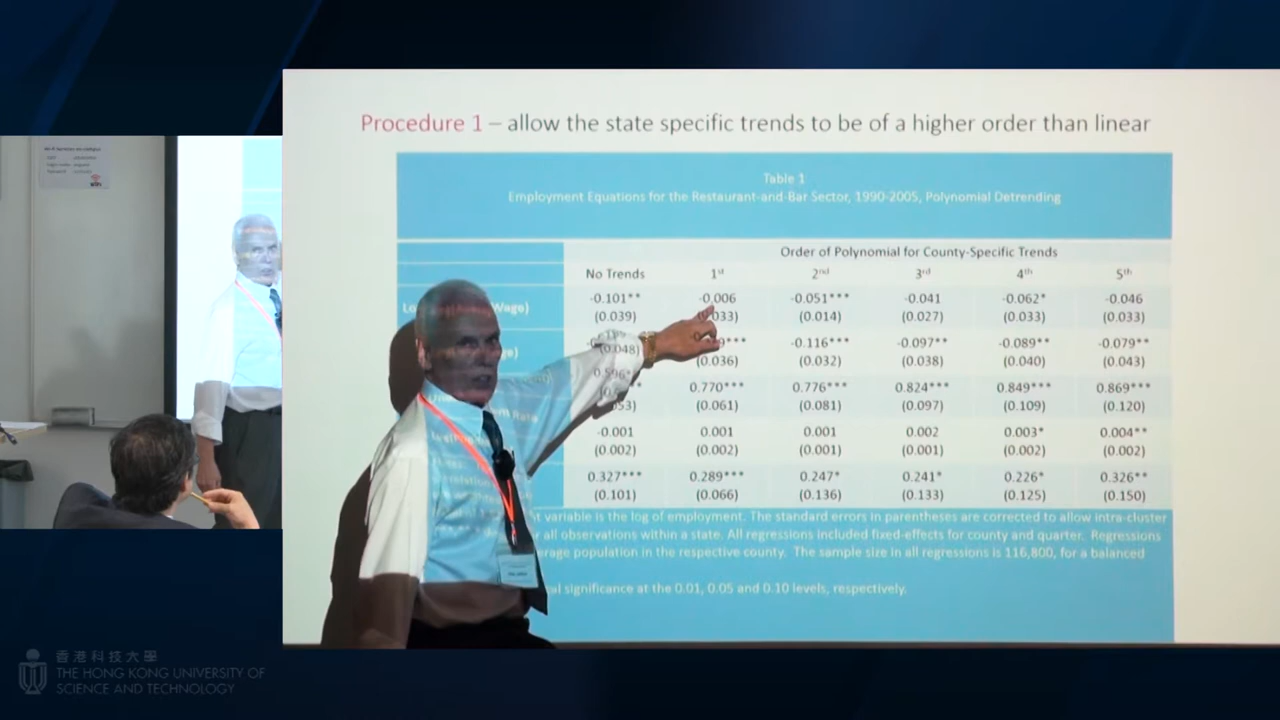 Procedure 1 – allow the state specific trends to be of a higher order than linear
Table 1
Employment Equations for the Restaurant-and-Bar Sector, 1990-2005, Polynomial Detrending
Order of Polynomial for County-Specific Trends
No Trends 1st 2nd 3rd 4th 5th
Wage) -0.101** -0.006 -0.051*** -0.041 -0.062* -0.046
(0.039) (0.033) (0.014) (0.027) (0.033) (0.033)
-0.116*** -0.097** -0.089** -0.079**
(0.048) (0.036) (0.032) (0.038) (0.040) (0.043)
0.770*** 0.776*** 0.824*** 0.849*** 0.869***
(0.061) (0.081) (0.097) (0.109) (0.120)
-0.001 0.001 0.001 0.002 0.003* 0.004**
(0.002) (0.002) (0.001) (0.001) (0.002) (0.002)
0.327*** 0.289*** 0.247* 0.241* 0.226* 0.326**
(0.101) (0.066) (0.136) (0.133) (0.125) (0.150)
variable is the log of employment. The standard errors in parentheses are corrected to allow intra-cluster
all observations within a state. All regressions included fixed-effects for county and quarter. Regressions
population in the respective county. The sample size in all regressions is 116,800, for a balanced
significance at the 0.01, 0.05 and 0.10 levels, respectively.
香港科技大學
THE HONG KONG UNIVERSITY OF
SCIENCE AND TECHNOLOGY